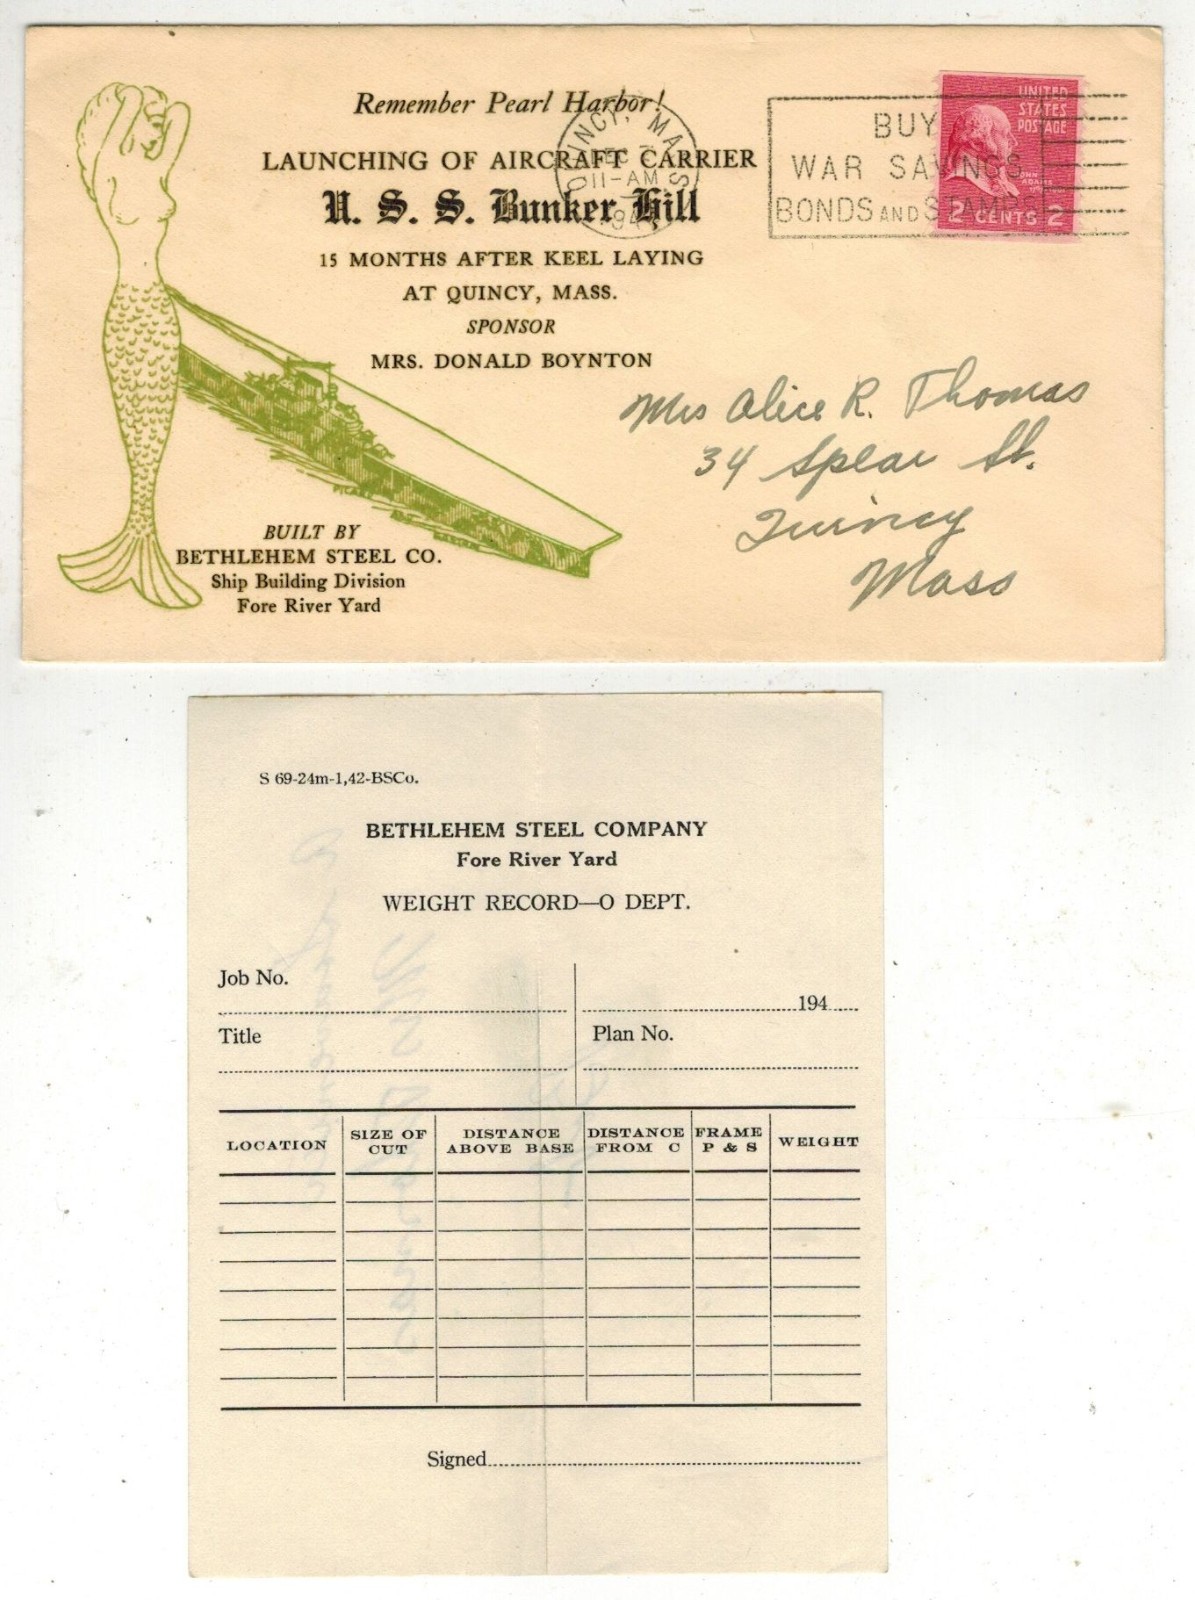 Remember Pearl Harbor!
LAUNCHING OF AIRCRAFT CARRIER
U. S. S. Bunker Hill
15 MONTHS AFTER KEEL LAYING
AT QUINCY, MASS.
SPONSOR
MRS. DONALD BOYNTON
QUINCY, MASS
11-AM
BUY
WAR SAVINGS
BONDS AND STAMPS
UNITED
STATES
POSTAGE
JOHN
ADAMS
2 CENTS 2
Mrs Alice R. Thomas
34 Spear St.
Quincy
Mass
BUILT BY
BETHLEHEM STEEL CO.
Ship Building Division
Fore River Yard
S 69-24m-1,42-BSCo.
BETHLEHEM STEEL COMPANY
Fore River Yard
WEIGHT RECORD—O DEPT.
Job No.
194
Title
Plan No.
LOCATION
SIZE OF
CUT
DISTANCE
ABOVE BASE
DISTANCE
FROM C
FRAME
P & S
WEIGHT
Signed